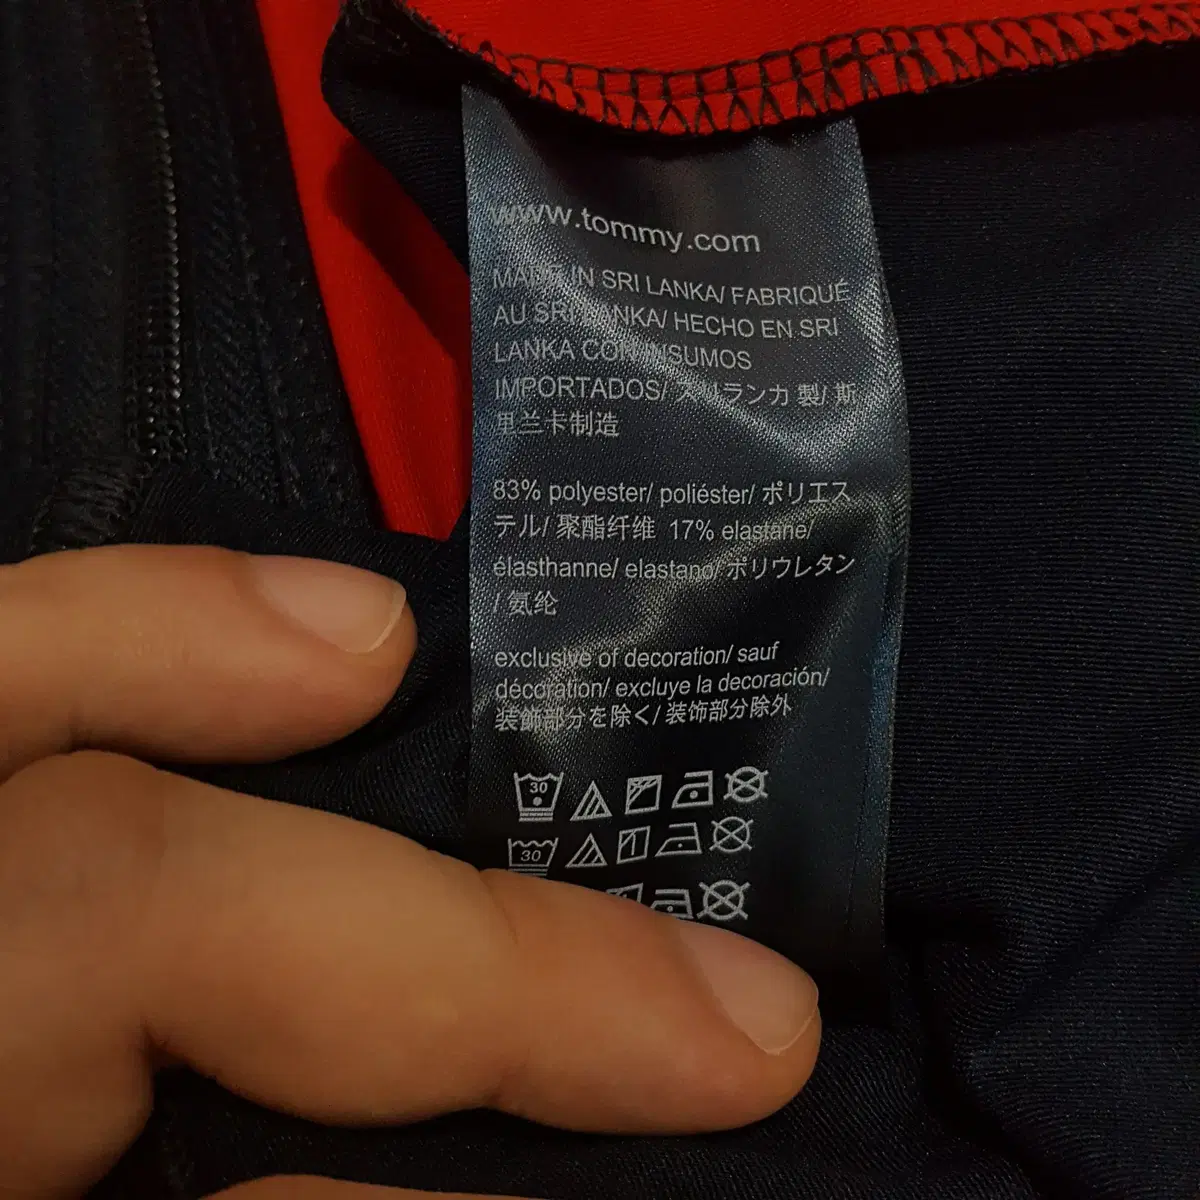 www.tommy.com
MADE IN SRI LANKA/ FABRIQUÉ
AU SRI LANKA/ HECHO EN SRI
LANKA CON INSUMOS
IMPORTADOS/ スリランカ 製/ 斯
里兰卡制造
83% polyester/ poliéster/ ポリエス
テル/ 聚酯纤维 17% elastane/
élasthanne/ elastano/ ポリウレタン
/ 氨纶
exclusive of decoration/ sauf
décoration/ excluye la decoración/
装飾部分を除く/ 装饰部分除外
30
30